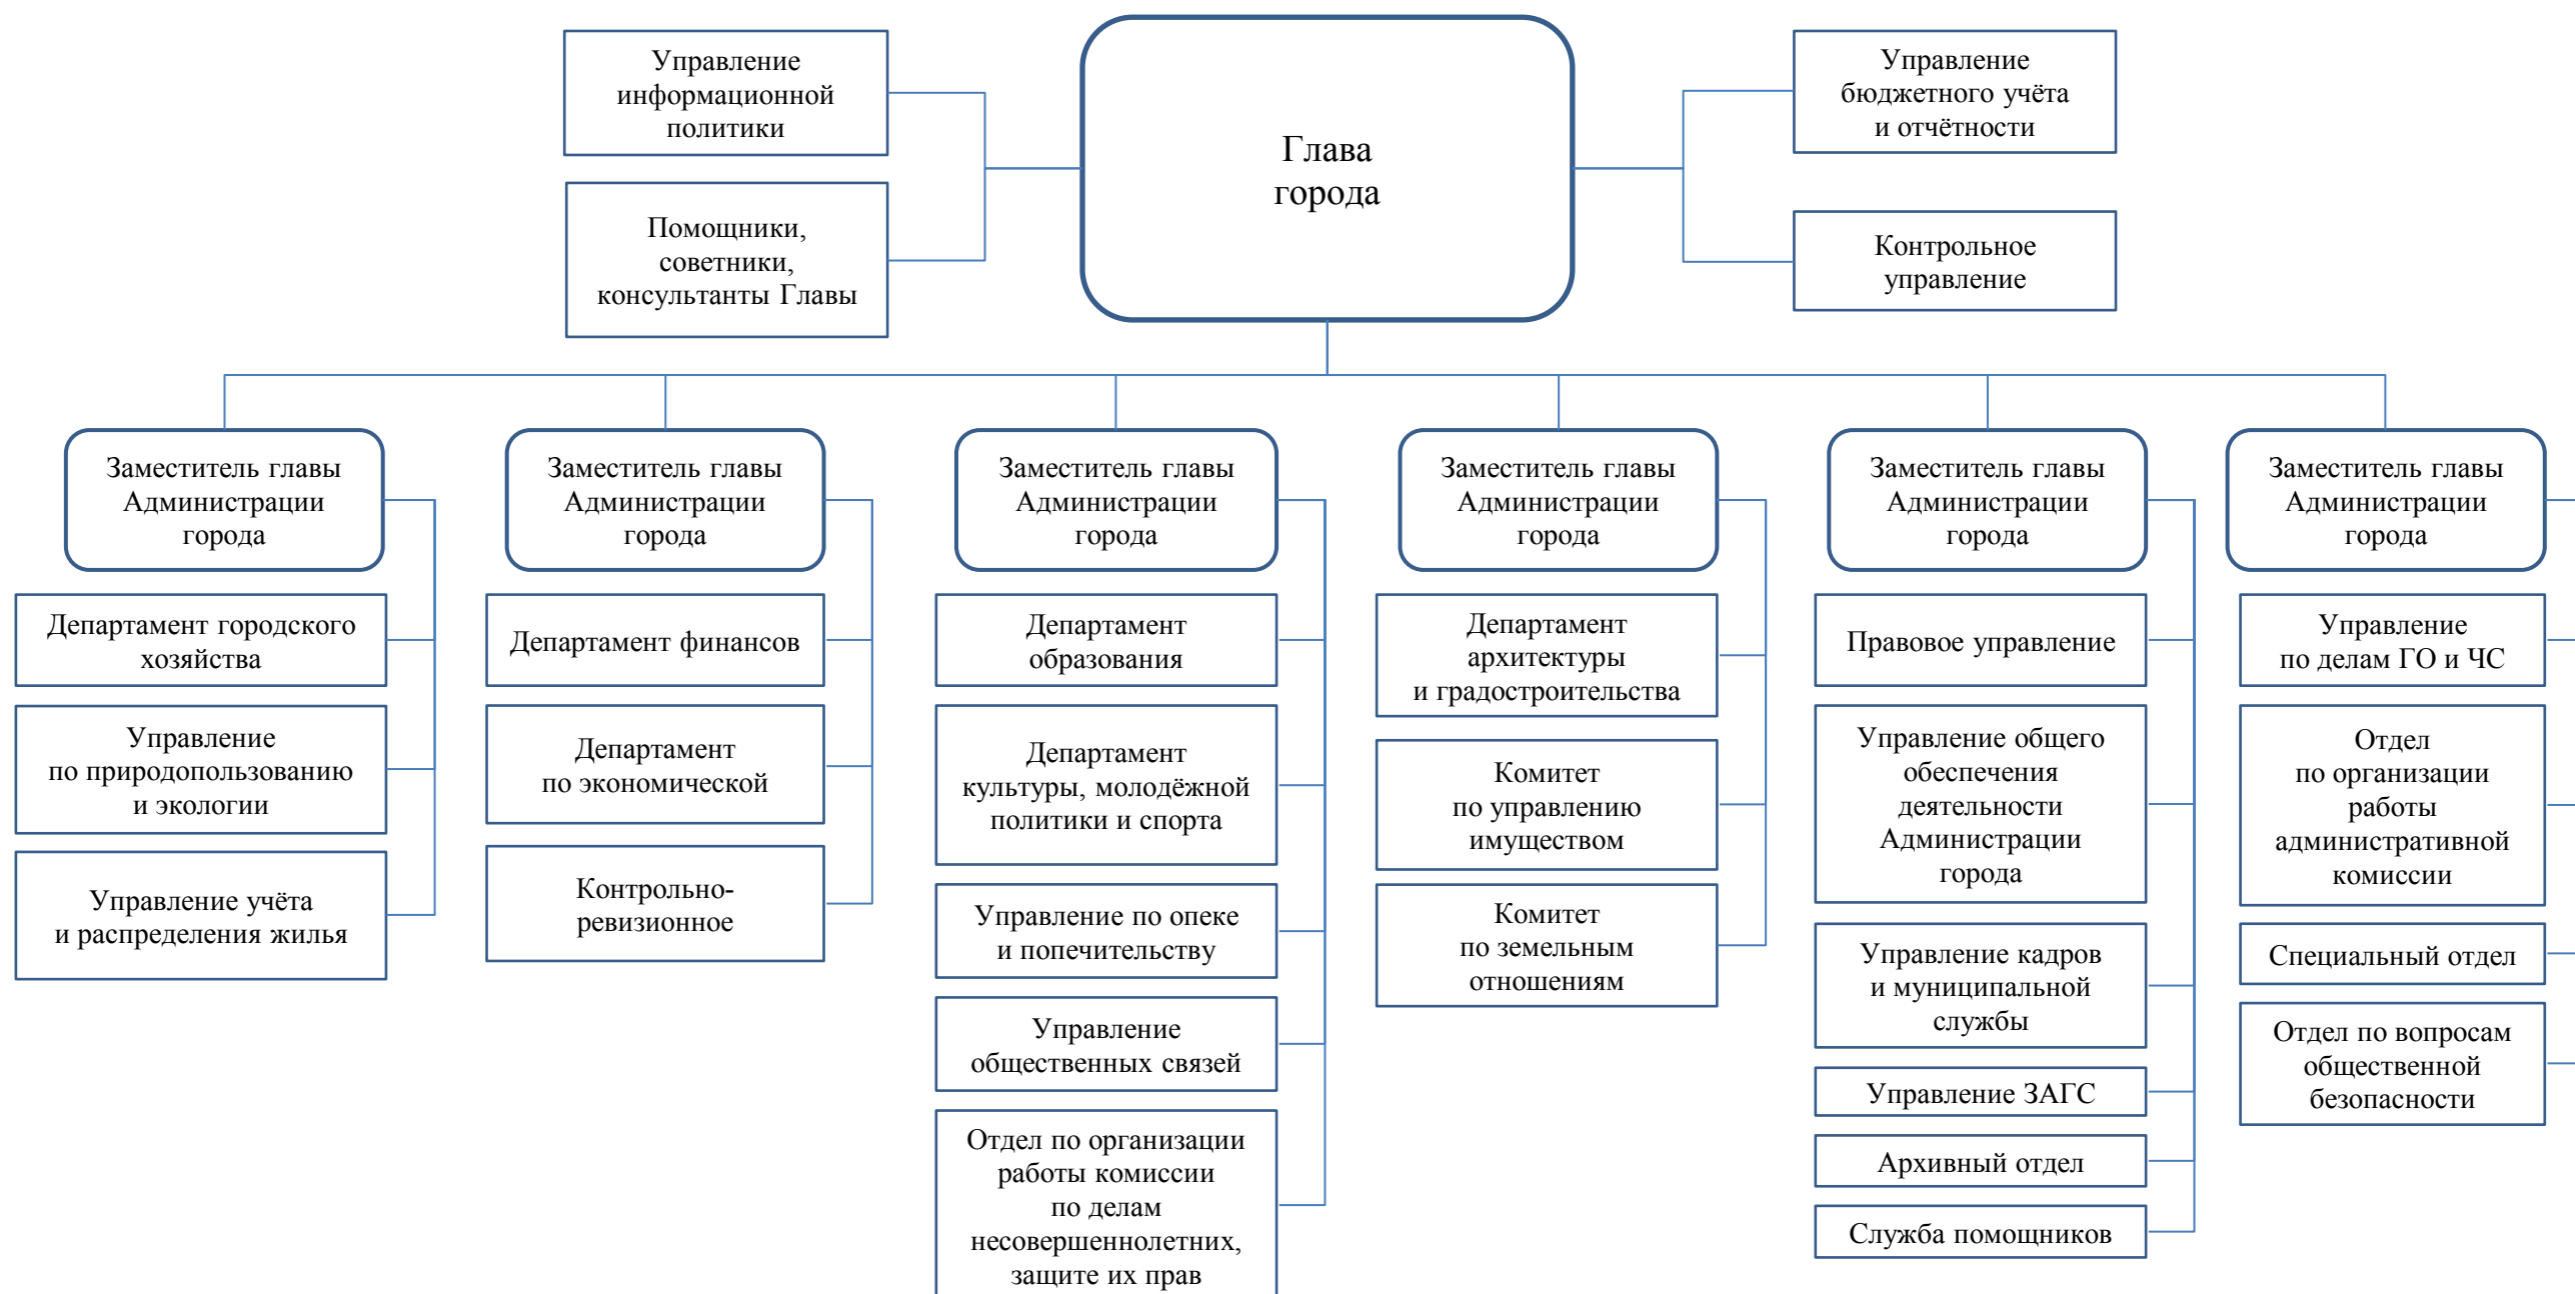 Управление
информационной
политики
Помощники,
советники,
консультанты Главы
Глава
города
Управление
бюджетного учёта
и отчётности
Контрольное
управление
Заместитель главы
Администрации
города
Департамент городского
хозяйства
Управление
по природопользованию
и экологии
Управление учёта
и распределения жилья
Заместитель главы
Администрации
города
Департамент финансов
Департамент
по экономической
Контрольно-
ревизионное
Заместитель главы
Администрации
города
Департамент
образования
Департамент
культуры, молодёжной
политики и спорта
Управление по опеке
и попечительству
Управление
общественных связей
Отдел по организации
работы комиссии
по делам
несовершеннолетних,
защите их прав
Заместитель главы
Администрации
города
Департамент
архитектуры
и градостроительства
Комитет
по управлению
имуществом
Комитет
по земельным
отношениям
Заместитель главы
Администрации
города
Правовое управление
Управление общего
обеспечения
деятельности
Администрации
города
Управление кадров
и муниципальной
службы
Управление ЗАГС
Архивный отдел
Служба помощников
Заместитель главы
Администрации
города
Управление
по делам ГО и ЧС
Отдел
по организации
работы
административной
комиссии
Специальный отдел
Отдел по вопросам
общественной
безопасности